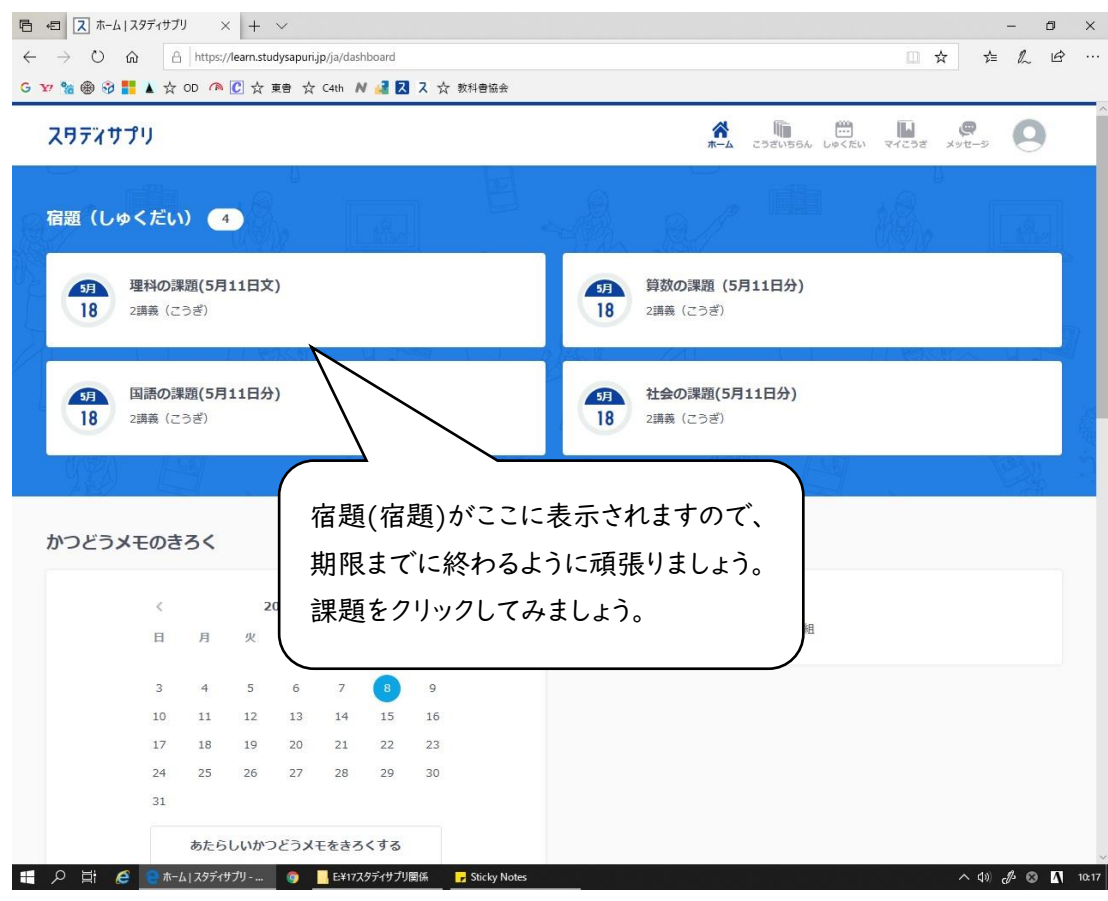 ホーム | スタディサプリ
https://learn.studysapuri.jp/ja/dashboard
OD 東書 C4th ス 教科書協会
スタディサプリ
ホーム こうざいちらん しゅくだい マイこうざ メッセージ
宿題（しゅくだい） 4
5月
18
理科の課題(5月11日文)
2講義（こうぎ）
5月
18
算数の課題（5月11日分)
2講義（こうぎ）
5月
18
国語の課題(5月11日分)
2講義（こうぎ）
5月
18
社会の課題(5月11日分)
2講義（こうぎ）
宿題(宿題)がここに表示されますので、
期限までに終わるように頑張りましょう。
課題をクリックしてみましょう。
かつどうメモのきろく
20
組
日 月 火
3 4 5 6 7 8 9
10 11 12 13 14 15 16
17 18 19 20 21 22 23
24 25 26 27 28 29 30
31
あたらしいかつどうメモをきろくする
ホーム | スタディサプリ - ... E:¥17スタディサプリ関係 Sticky Notes 10:17